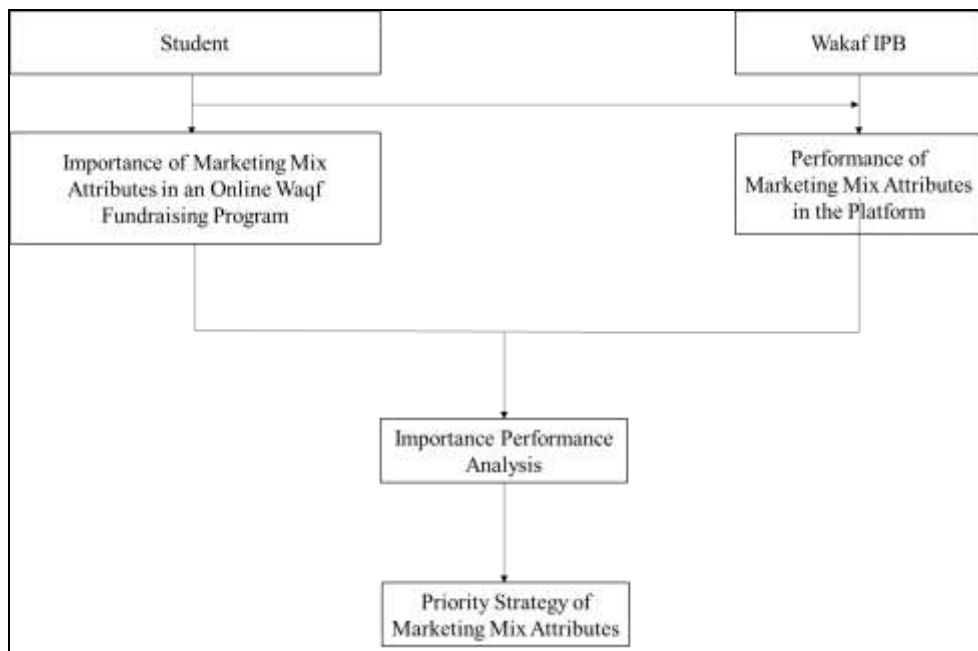 Student
Wakaf IPB
Importance of Marketing Mix
Attributes in an Online Waqf
Fundraising Program
Performance of
Marketing Mix Attributes
in the Platform
Importance Performance
Analysis
Priority Strategy of
Marketing Mix Attributes